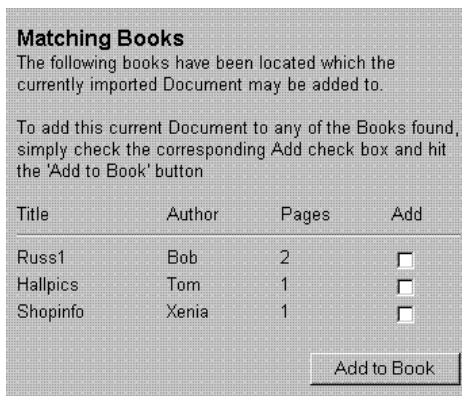 Matching Books
The following books have been located which the
currently imported Document may be added to.
To add this current Document to any of the Books found,
simply check the corresponding Add check box and hit
the 'Add to Book' button
Title Author Pages Add
Russ1 Bob 2
Hallpics Tom 1
Shopinfo Xenia 1
Add to Book